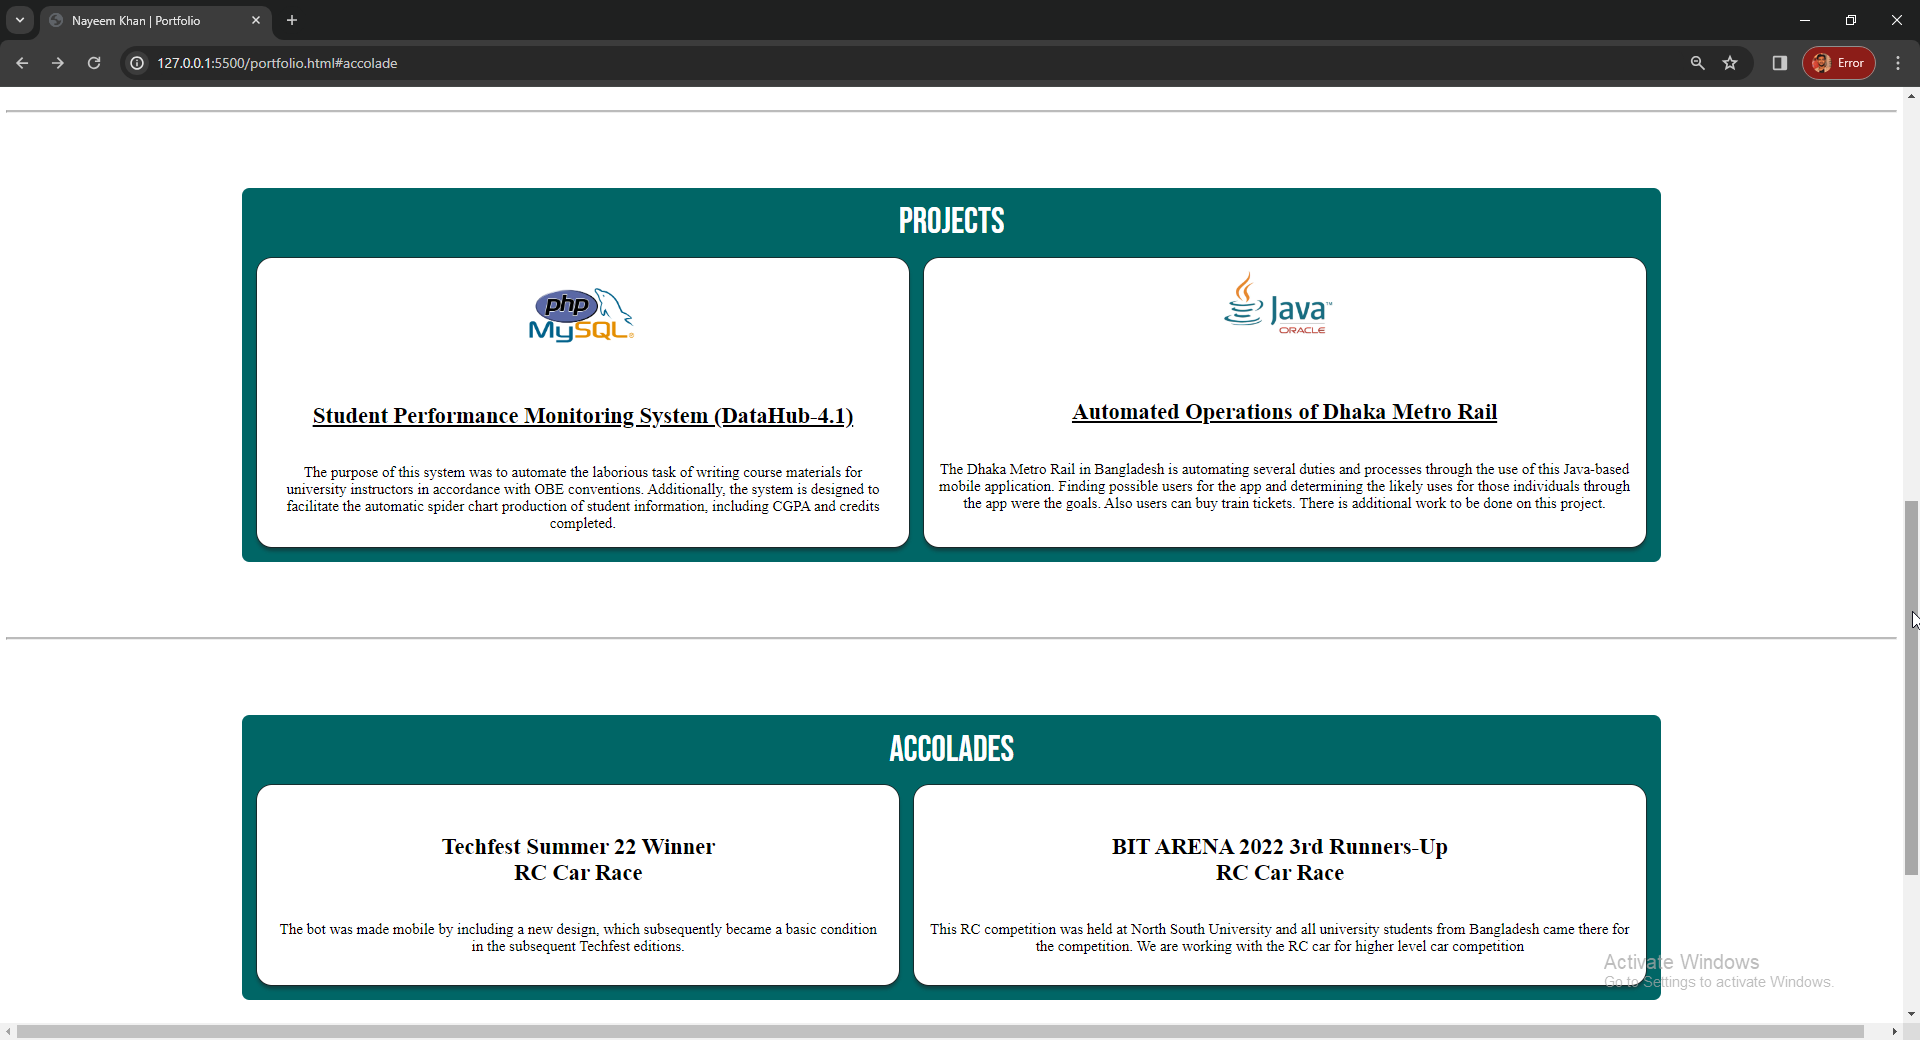 Nayeem Khan | Portfolio
127.0.0.1:5500/portfolio.html#accolade
Error
PROJECTS
php
MySQL
Student Performance Monitoring System (DataHub-4.1)
The purpose of this system was to automate the laborious task of writing course materials for
university instructors in accordance with OBE conventions. Additionally, the system is designed to
facilitate the automatic spider chart production of student information, including CGPA and credits
completed.
Java™
ORACLE
Automated Operations of Dhaka Metro Rail
The Dhaka Metro Rail in Bangladesh is automating several duties and processes through the use of this Java-based
mobile application. Finding possible users for the app and determining the likely uses for those individuals through
the app were the goals. Also users can buy train tickets. There is additional work to be done on this project.
ACCOLADES
Techfest Summer 22 Winner
RC Car Race
The bot was made mobile by including a new design, which subsequently became a basic condition
in the subsequent Techfest editions.
BIT ARENA 2022 3rd Runners-Up
RC Car Race
This RC competition was held at North South University and all university students from Bangladesh came there for
the competition. We are working with the RC car for higher level car competition
Activate Windows
Go to Settings to activate Windows.